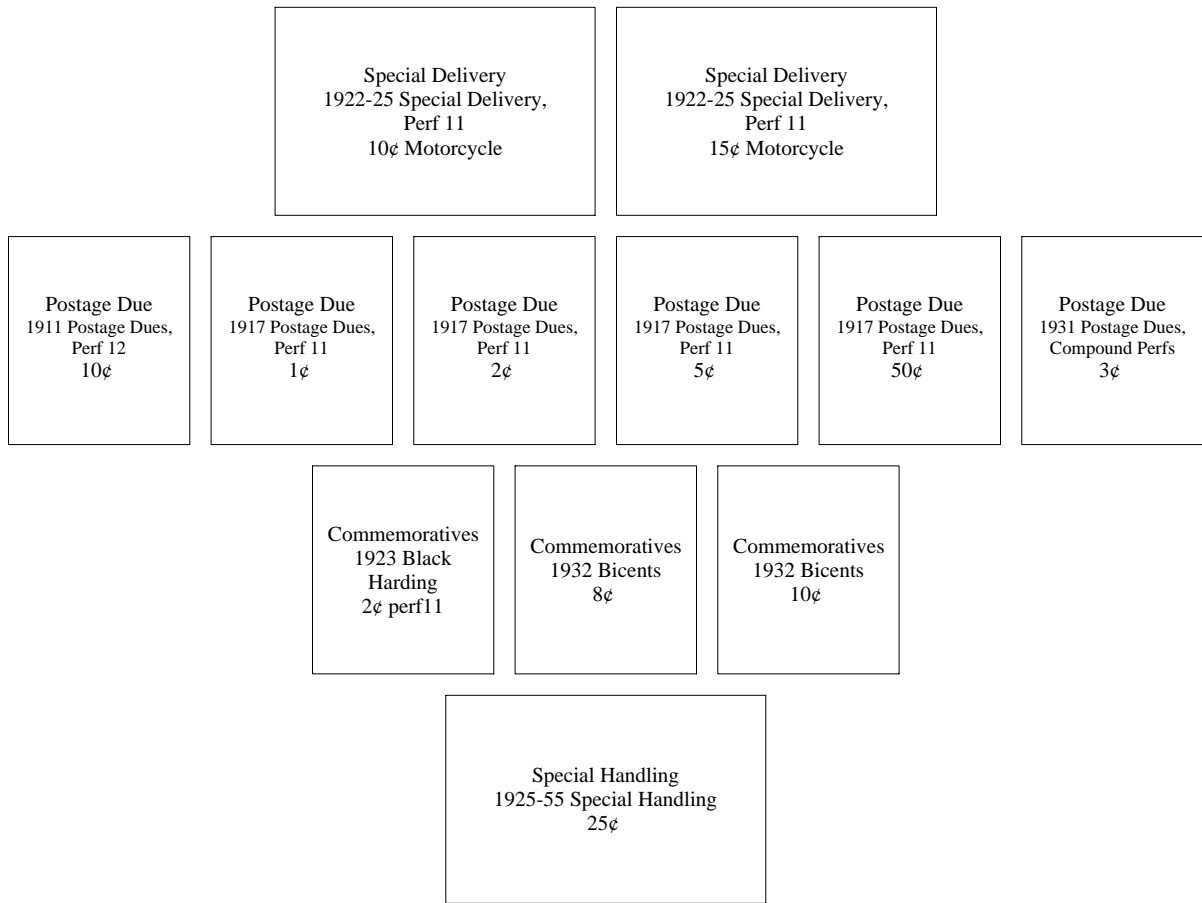 Special Delivery
1922-25 Special Delivery,
Perf 11
10¢ Motorcycle
Special Delivery
1922-25 Special Delivery,
Perf 11
15¢ Motorcycle
Postage Due
1911 Postage Dues,
Perf 12
10¢
Postage Due
1917 Postage Dues,
Perf 11
1¢
Postage Due
1917 Postage Dues,
Perf 11
2¢
Postage Due
1917 Postage Dues,
Perf 11
5¢
Postage Due
1917 Postage Dues,
Perf 11
50¢
Postage Due
1931 Postage Dues,
Compound Perfs
3¢
Commemoratives
1923 Black
Harding
2¢ perf11
Commemoratives
1932 Bicents
8¢
Commemoratives
1932 Bicents
10¢
Special Handling
1925-55 Special Handling
25¢